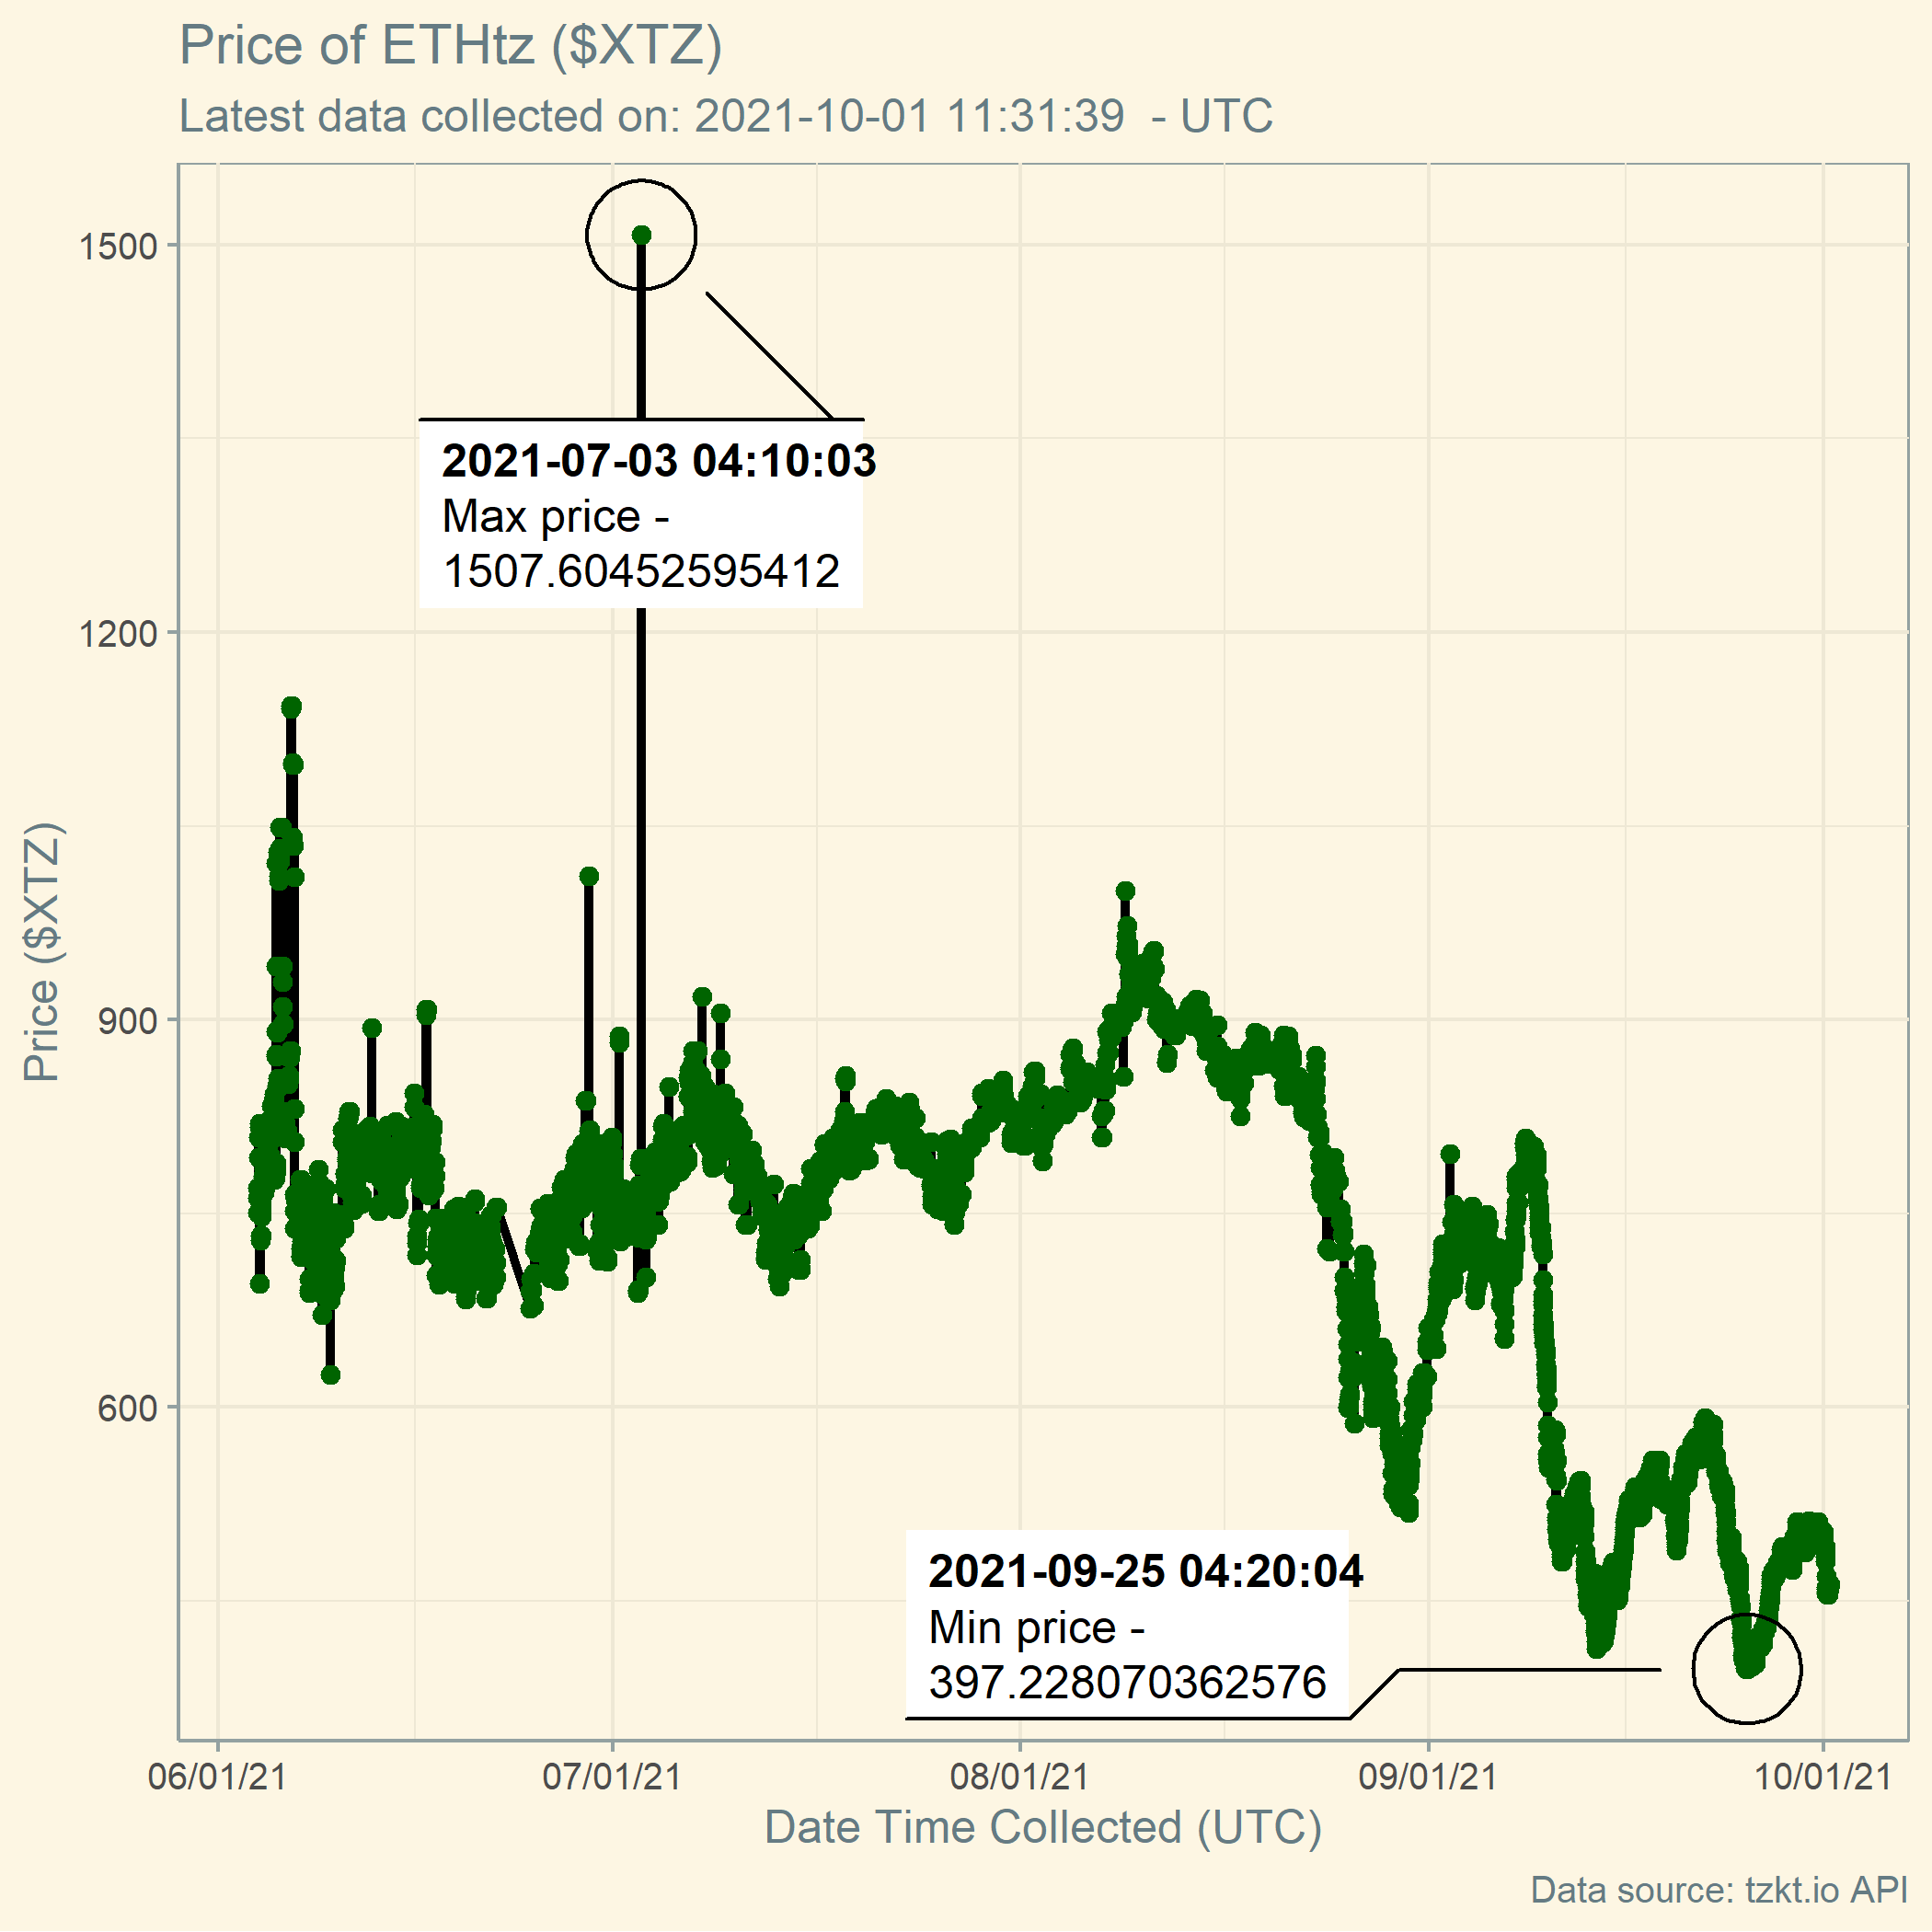 Price of ETHtz ($XTZ)
Latest data collected on: 2021-10-01 11:31:39  - UTC
1500
1200
900
600
Price ($XTZ)
2021-07-03 04:10:03
Max price -
1507.60452595412
2021-09-25 04:20:04
Min price -
397.228070362576
06/01/21
07/01/21
08/01/21
09/01/21
10/01/21
Date Time Collected (UTC)
Data source: tzkt.io API